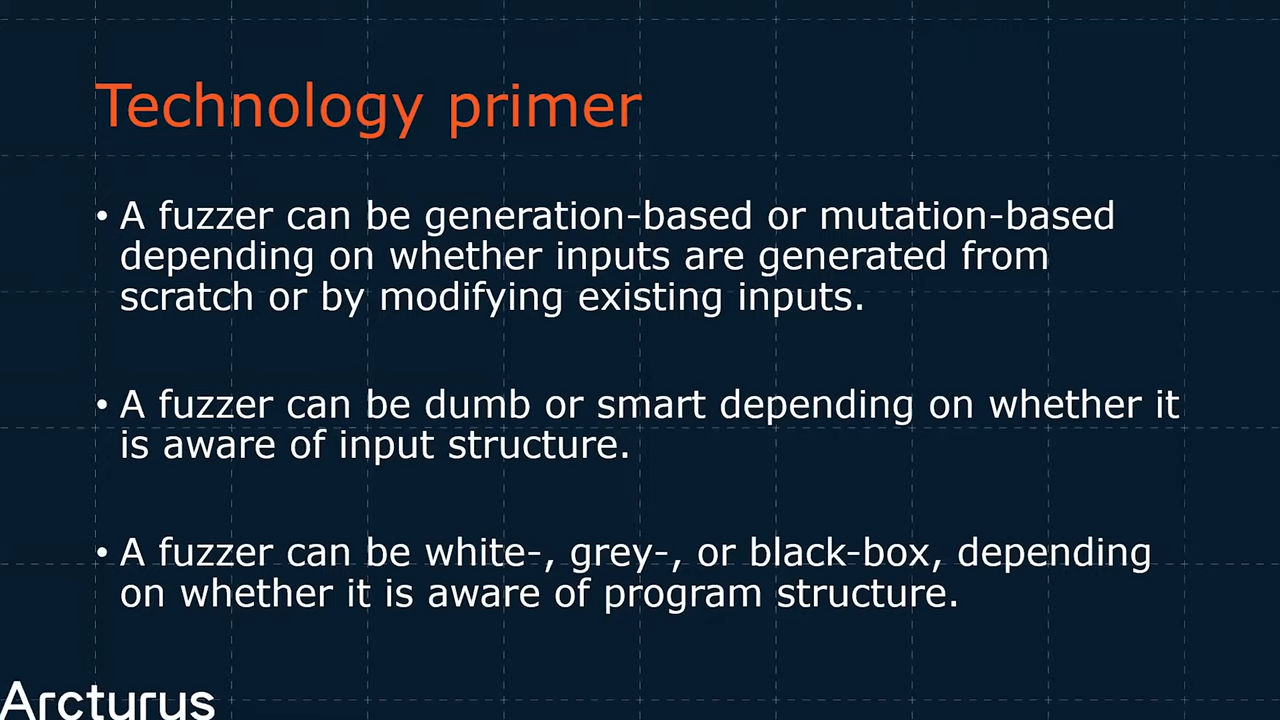 Technology primer
• A fuzzer can be generation-based or mutation-based
depending on whether inputs are generated from
scratch or by modifying existing inputs.
• A fuzzer can be dumb or smart depending on whether it
is aware of input structure.
• A fuzzer can be white-, grey-, or black-box, depending
on whether it is aware of program structure.
Arcturus